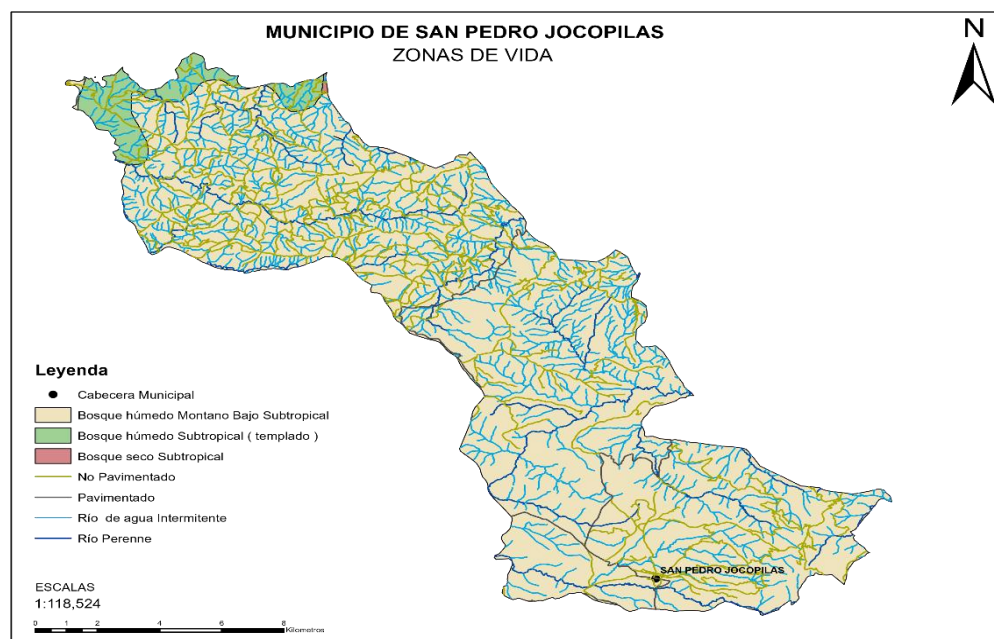 MUNICIPIO DE SAN PEDRO JOCOPILAS
ZONAS DE VIDA
N
Leyenda
Cabecera Municipal
Bosque húmedo Montano Bajo Subtropical
Bosque húmedo Subtropical ( templado )
Bosque seco Subtropical
No Pavimentado
Pavimentado
Río de agua Intermitente
Río Perenne
SAN PEDRO JOCOPILAS
ESCALAS
1:118,524
0 1 2 4 6 8
Kilometros